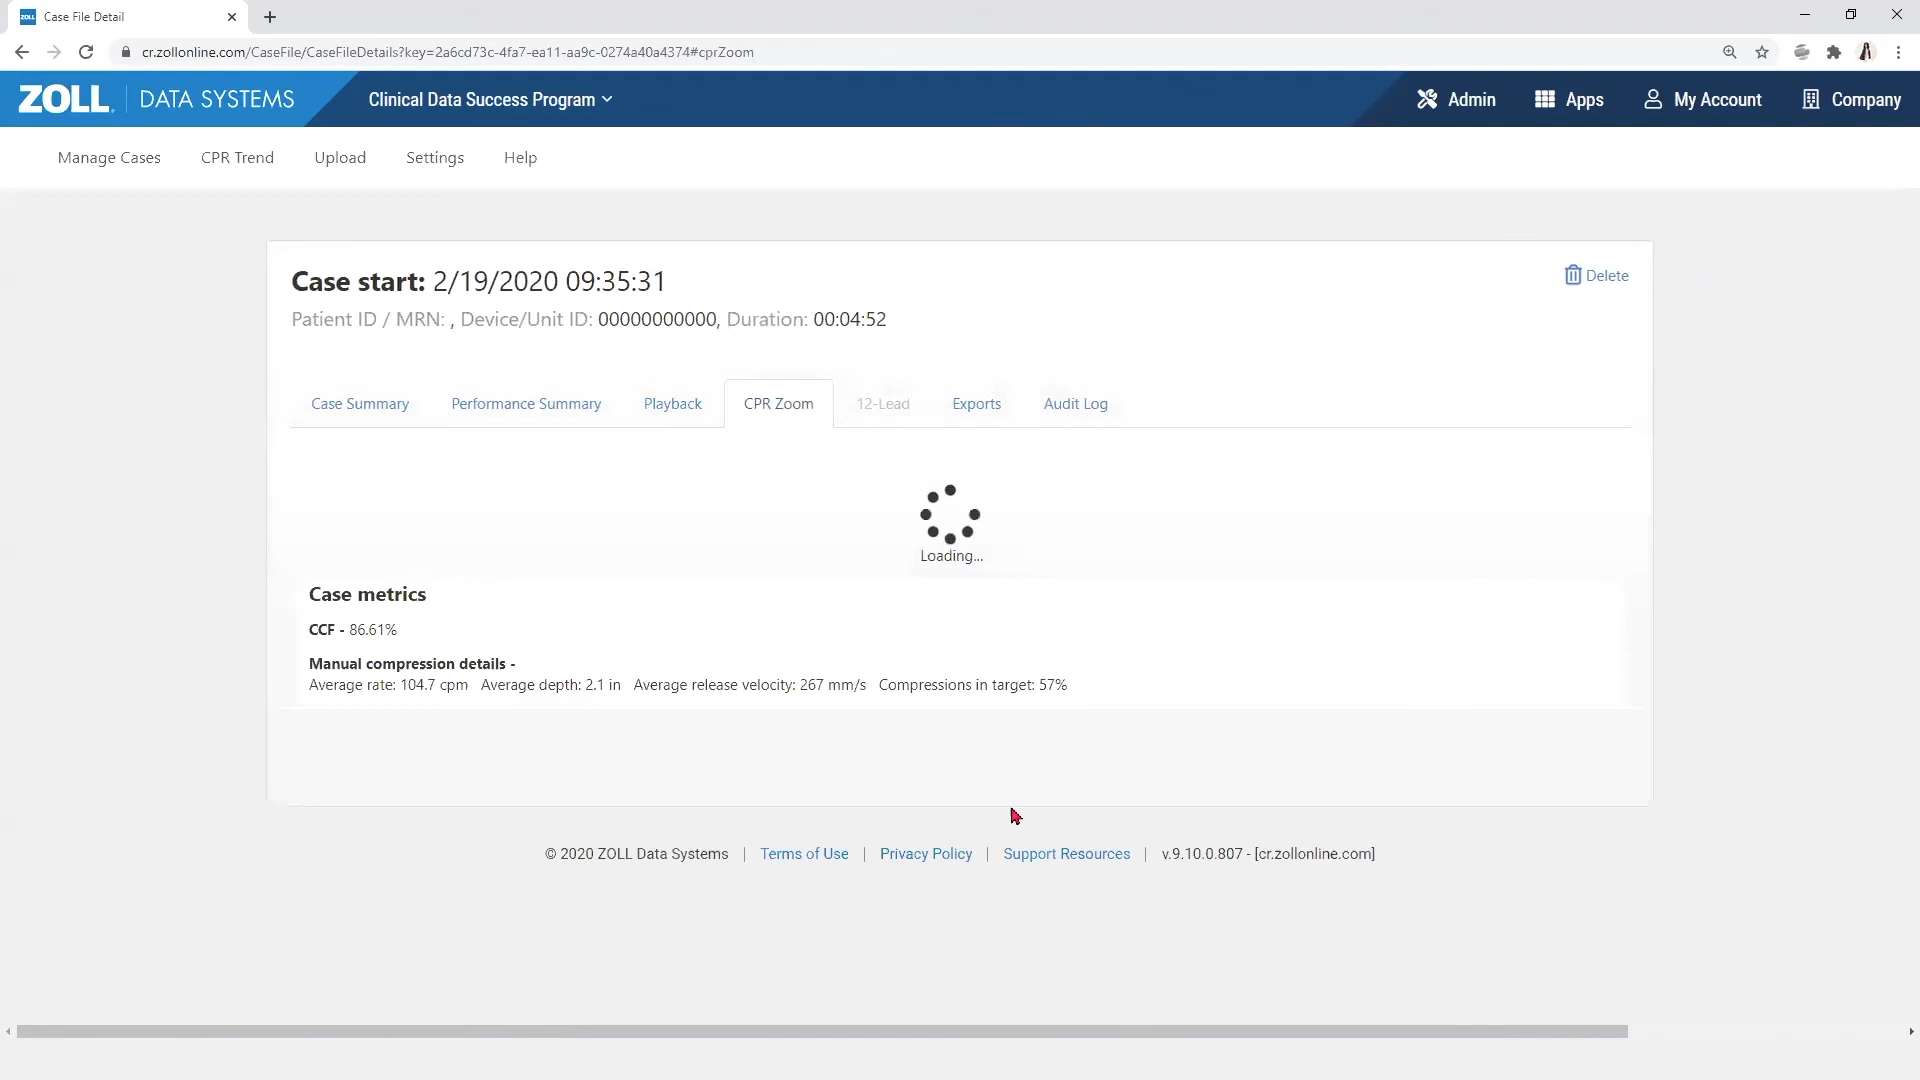 Case File Detail
cr.zollonline.com/CaseFile/CaseFileDetails?key=2a6cd73c-4fa7-ea11-aa9c-0274a40a4374#cprZoom
ZOLL DATA SYSTEMS Clinical Data Success Program Admin Apps My Account Company
Manage Cases CPR Trend Upload Settings Help
Case start: 2/19/2020 09:35:31 Delete
Patient ID / MRN: , Device/Unit ID: 00000000000, Duration: 00:04:52
Case Summary Performance Summary Playback CPR Zoom 12-Lead Exports Audit Log
Loading...
Case metrics
CCF - 86.61%
Manual compression details -
Average rate: 104.7 cpm Average depth: 2.1 in Average release velocity: 267 mm/s Compressions in target: 57%
© 2020 ZOLL Data Systems | Terms of Use | Privacy Policy | Support Resources | v.9.10.0.807 - [cr.zollonline.com]